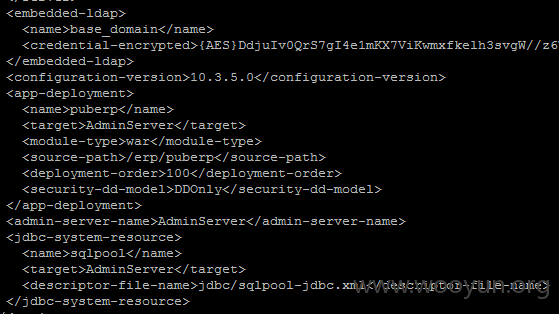 <embedded-ldap>
<name>base_domain</name>
<credential-encrypted>{AES}DdjuIv0QrS7gI4e1mKX7ViKwmxfkelh3svgW//z6
</embedded-ldap>
<configuration-version>10.3.5.0</configuration-version>
<app-deployment>
<name>puberp</name>
<target>AdminServer</target>
<module-type>war</module-type>
<source-path>/erp/puberp</source-path>
<deployment-order>100</deployment-order>
<security-dd-model>DDOnly</security-dd-model>
</app-deployment>
<admin-server-name>AdminServer</admin-server-name>
<jdbc-system-resource>
<name>sqlpool</name>
<target>AdminServer</target>
<descriptor-file-name>jdbc/sqlpool-jdbc.xml</descriptor-file-name>
</jdbc-system-resource>
www.wooyun.org